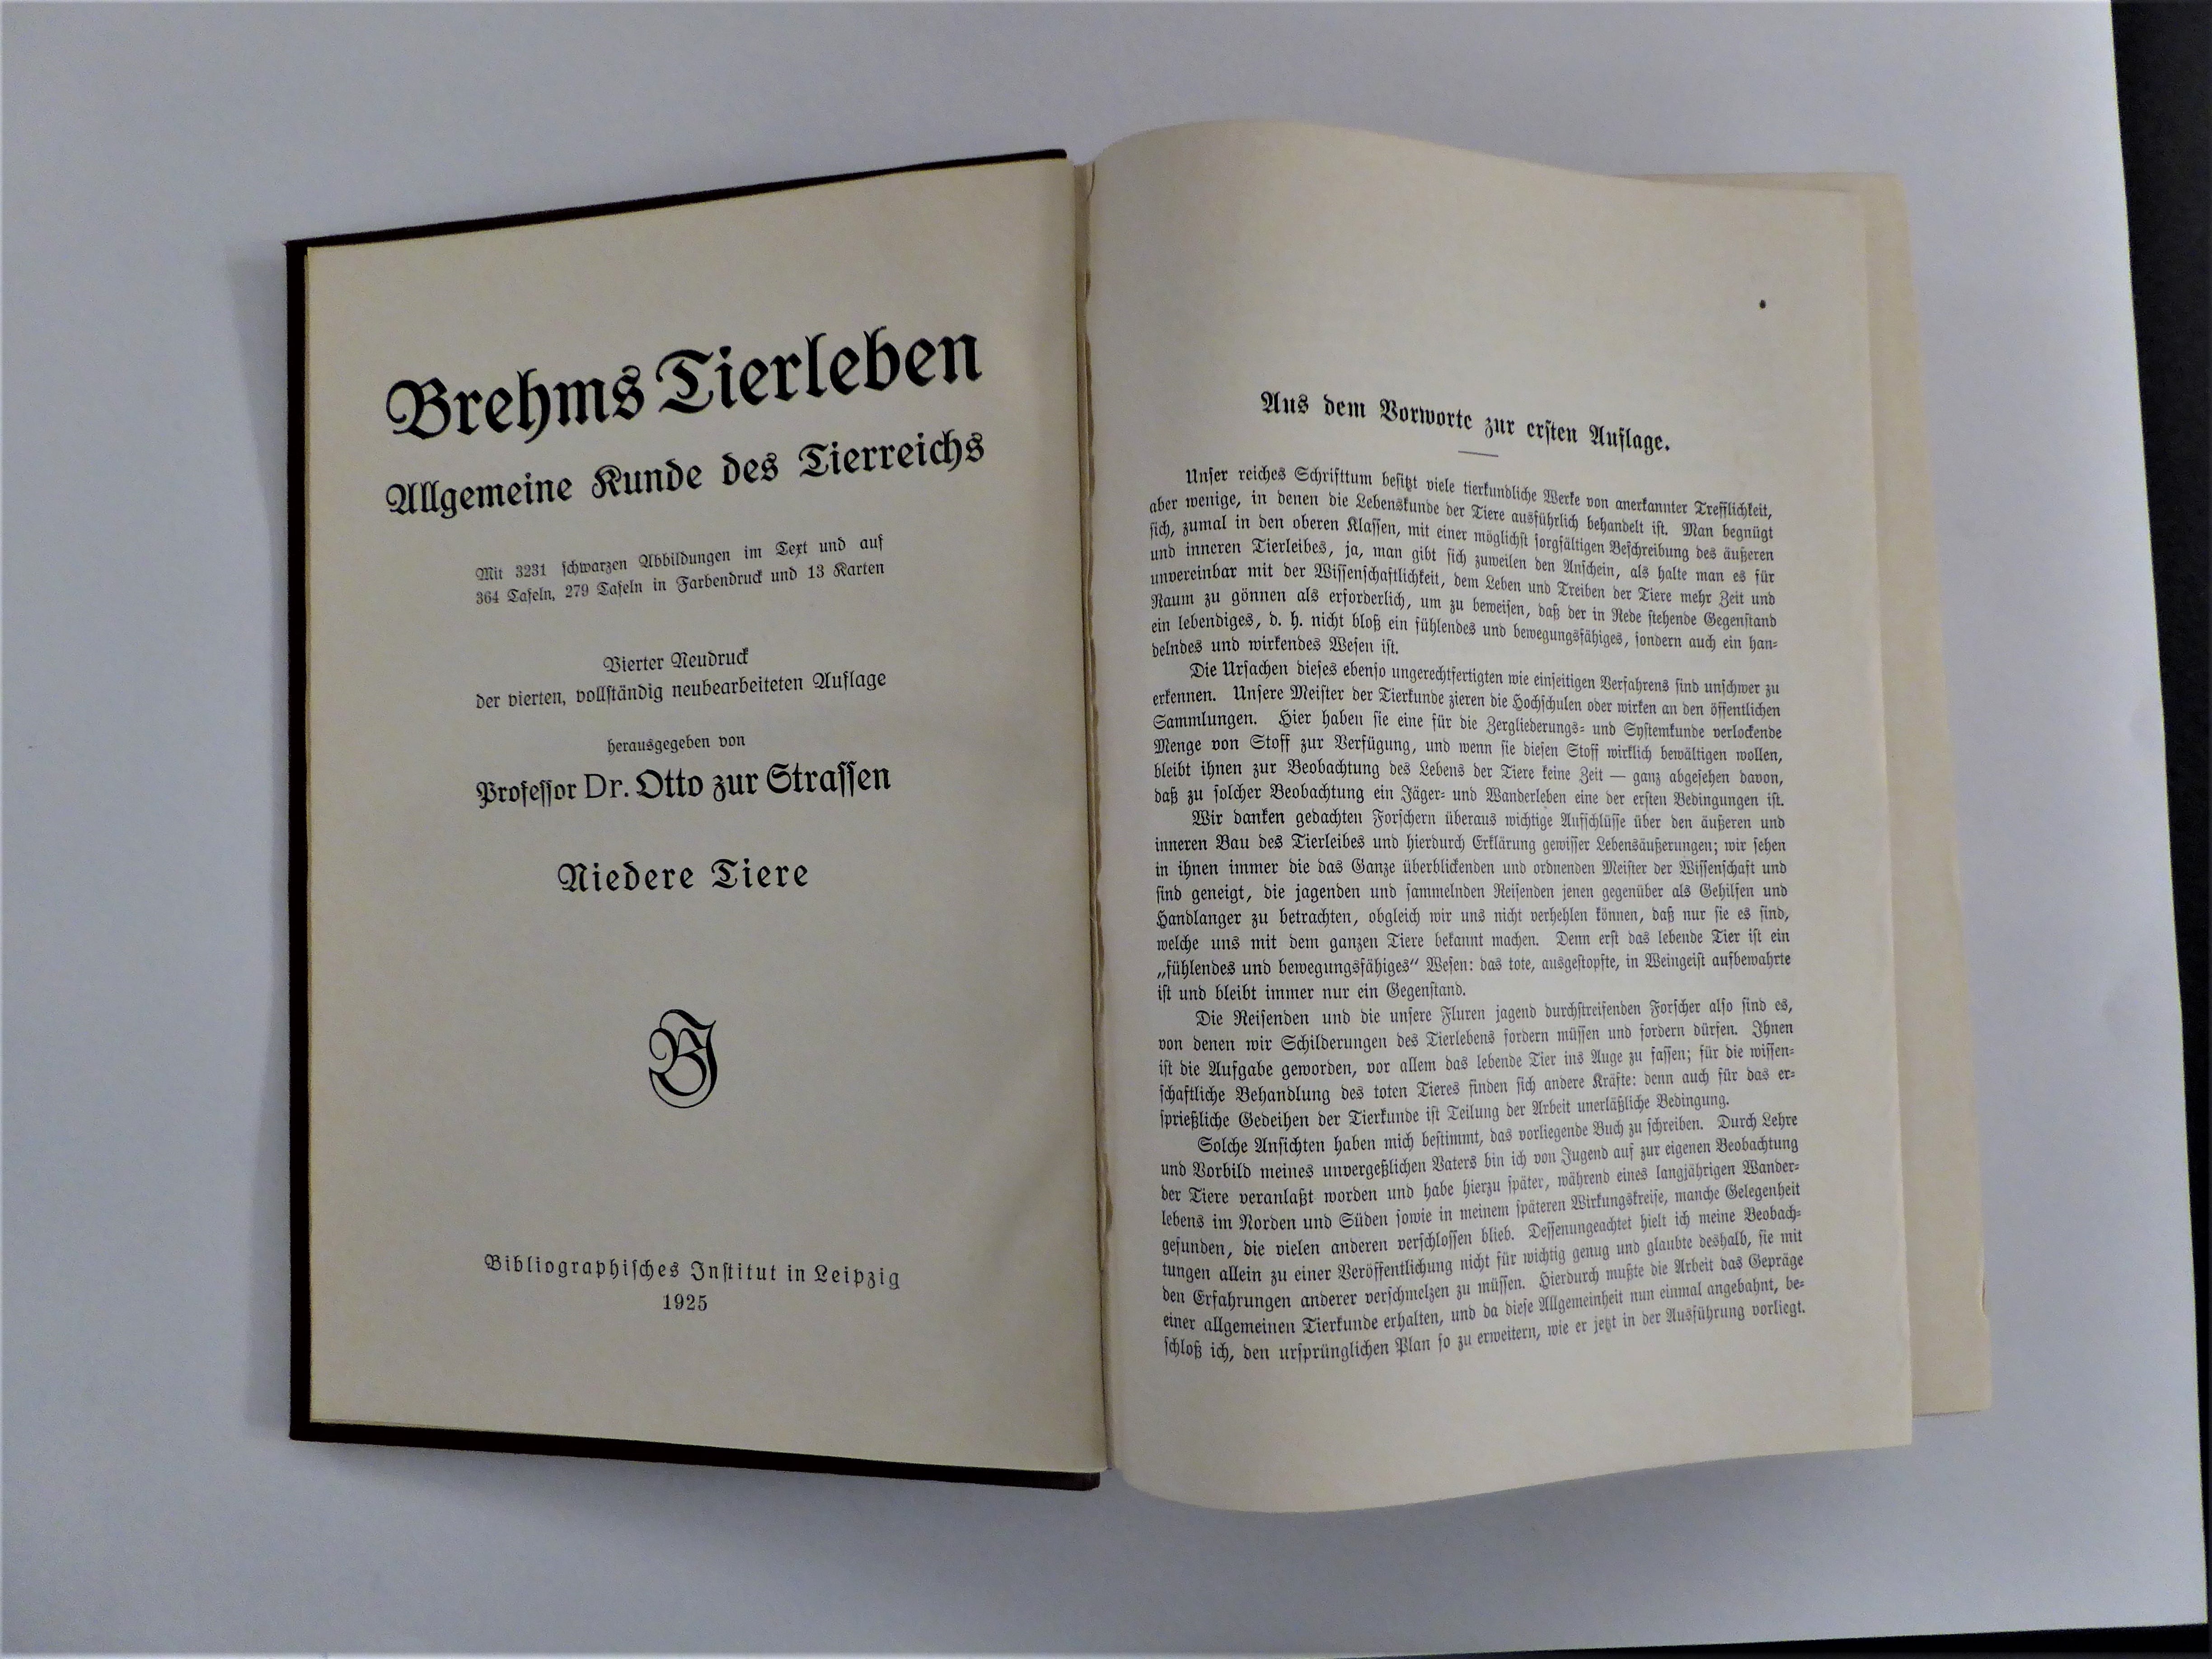 Brehms Tierleben
Allgemeine Kunde des Tierreichs
Mit 3231 schwarzen Abbildungen im Text und auf
364 Tafeln, 279 Tafeln in Farbendruck und 13 Karten
Vierter Neudruck
der vierten, vollständig neubearbeiteten Auflage
herausgegeben von
Professor Dr. Otto zur Strassen
Niedere Tiere
BI
Bibliographisches Institut in Leipzig
1925
Aus dem Vorworte zur ersten Auflage.
Unser reiches Schrifttum besitzt viele tierkundliche Werke von anerkannter Trefflichkeit,
aber wenige, in denen die Lebenskunde der Tiere ausführlich behandelt ist. Man begnügt
sich, zumal in den oberen Klassen, mit einer möglichst sorgfältigen Beschreibung des äußeren
und inneren Tierleibes, ja, man gibt sich zuweilen den Anschein, als halte man es für
unvereinbar mit der Wissenschaftlichkeit, dem Leben und Treiben der Tiere mehr Zeit und
Raum zu gönnen als erforderlich, um zu beweisen, daß der in Rede stehende Gegenstand
ein lebendiges, d. h. nicht bloß ein fühlendes und bewegungsfähiges, sondern auch ein han-
delndes und wirkendes Wesen ist.
Die Ursachen dieses ebenso ungerechtfertigten wie einseitigen Verfahrens sind unschwer zu
erkennen. Unsere Meister der Tierkunde zieren die Hochschulen oder wirken an den öffentlichen
Sammlungen. Hier haben sie eine für die Zergliederungs- und Systemkunde verlockende
Menge von Stoff zur Verfügung, und wenn sie diesen Stoff wirklich bewältigen wollen,
bleibt ihnen zur Beobachtung des Lebens der Tiere keine Zeit — ganz abgesehen davon,
daß zu solcher Beobachtung ein Jäger- und Wanderleben eine der ersten Bedingungen ist.
Wir danken gedachten Forschern überaus wichtige Aufschlüsse über den äußeren und
inneren Bau des Tierleibes und hierdurch Erklärung gewisser Lebensäußerungen; wir sehen
in ihnen immer die das Ganze überblickenden und ordnenden Meister der Wissenschaft und
sind geneigt, die jagenden und sammelnden Reisenden jenen gegenüber als Gehilfen und
Handlanger zu betrachten, obgleich wir uns nicht verhehlen können, daß nur sie es sind,
welche uns mit dem ganzen Tiere bekannt machen. Denn erst das lebende Tier ist ein
„fühlendes und bewegungsfähiges“ Wesen: das tote, ausgestopfte, in Weingeist aufbewahrte
ist und bleibt immer nur ein Gegenstand.
Die Reisenden und die unsere Fluren jagend durchstreifenden Forscher also sind es,
von denen wir Schilderungen des Tierlebens fordern müssen und fordern dürfen. Ihnen
ist die Aufgabe geworden, vor allem das lebende Tier ins Auge zu fassen; für die wissen-
schaftliche Behandlung des toten Tieres finden sich andere Kräfte: denn auch für das er-
sprießliche Gedeihen der Tierkunde ist Teilung der Arbeit unerläßliche Bedingung.
Solche Ansichten haben mich bestimmt, das vorliegende Buch zu schreiben. Durch Lehre
und Vorbild meines unvergeßlichen Vaters bin ich von Jugend auf zur eigenen Beobachtung
der Tiere veranlaßt worden und habe hierzu später, während eines langjährigen Wander-
lebens im Norden und Süden sowie in meinem späteren Wirkungskreise, manche Gelegenheit
gefunden, die vielen anderen verschlossen blieb. Dessenungeachtet hielt ich meine Beobach-
tungen allein zu einer Veröffentlichung nicht für wichtig genug und glaubte deshalb, sie mit
den Erfahrungen anderer verschmelzen zu müssen. Hierdurch mußte die Arbeit das Gepräge
einer allgemeinen Tierkunde erhalten, und da diese Allgemeinheit nun einmal angebahnt, be-
schloß ich, den ursprünglichen Plan so zu erweitern, wie er jetzt in der Ausführung vorliegt.